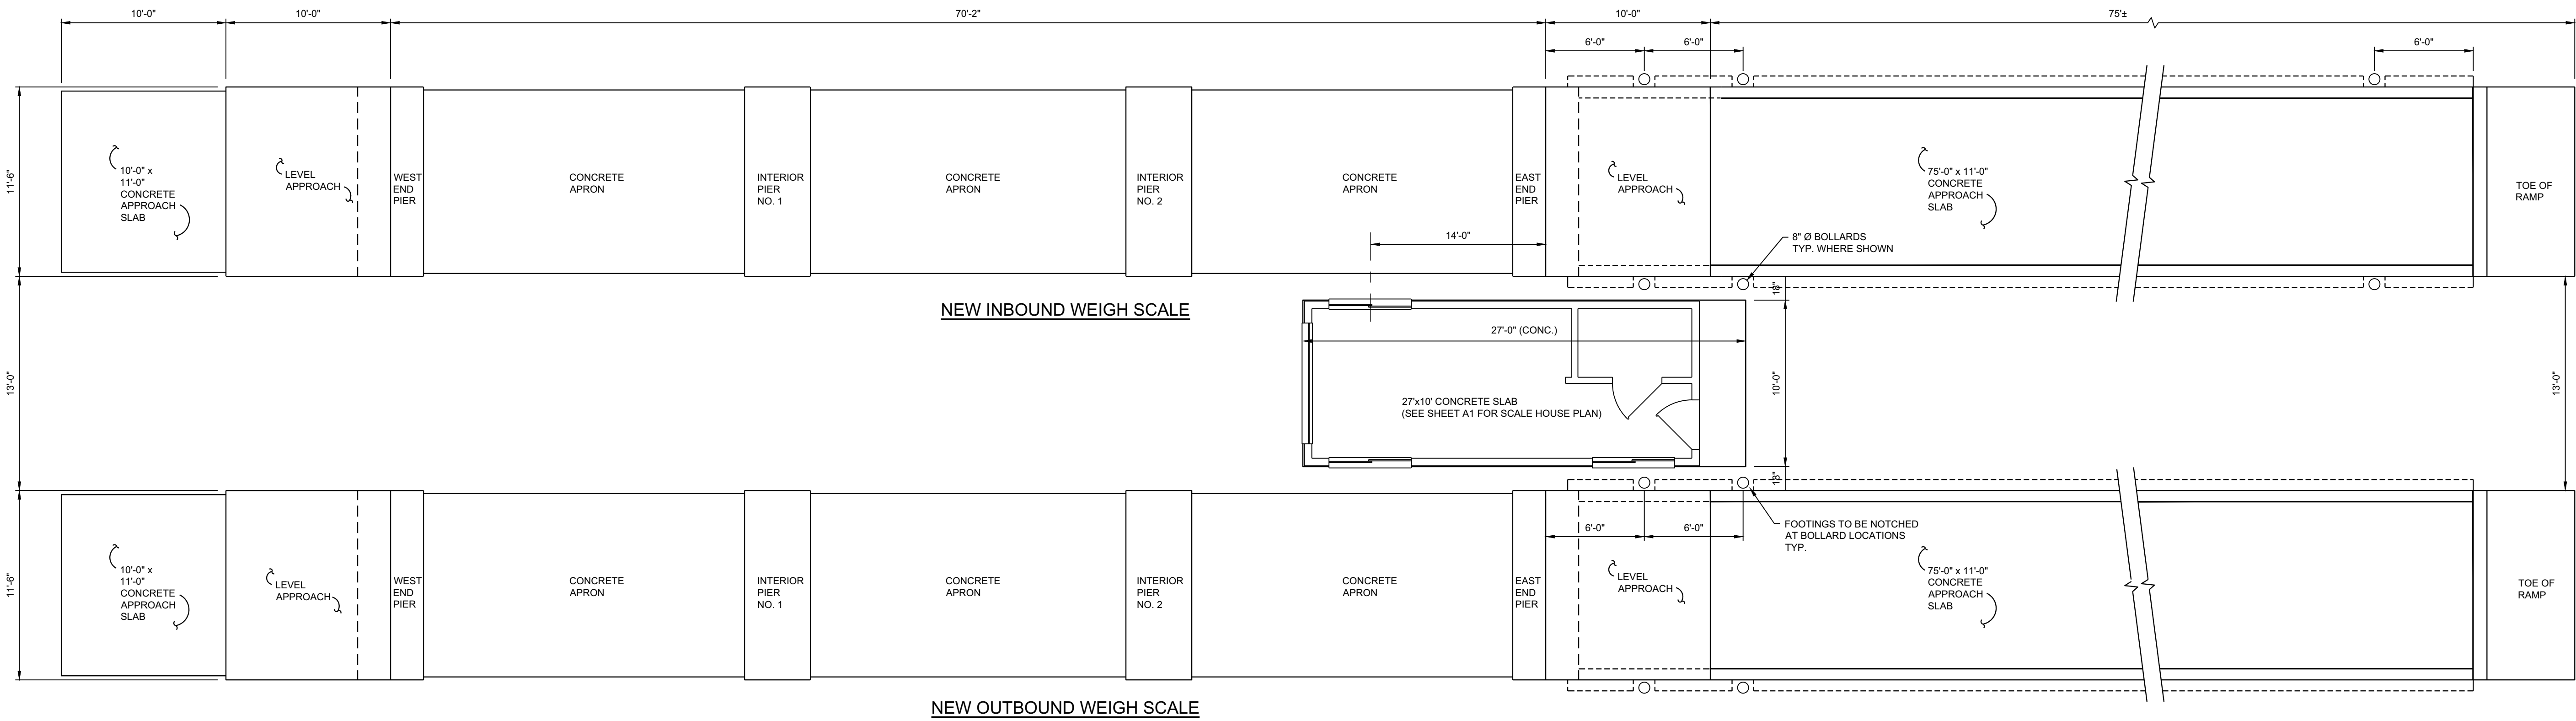 10'-0"
10'-0"
70'-2"
10'-0"
75'±
6'-0"
6'-0"
6'-0"
11'-6"
10'-0" x
11'-0"
CONCRETE
APPROACH
SLAB
LEVEL
APPROACH
WEST
END
PIER
CONCRETE
APRON
INTERIOR
PIER
NO. 1
CONCRETE
APRON
INTERIOR
PIER
NO. 2
CONCRETE
APRON
EAST
END
PIER
LEVEL
APPROACH
75'-0" x 11'-0"
CONCRETE
APPROACH
SLAB
TOE OF
RAMP
14'-0"
8" Ø BOLLARDS
TYP. WHERE SHOWN
NEW INBOUND WEIGH SCALE
18"
27'-0" (CONC.)
13'-0"
10'-0"
13'-0"
27'x10' CONCRETE SLAB
(SEE SHEET A1 FOR SCALE HOUSE PLAN)
18"
6'-0"
6'-0"
FOOTINGS TO BE NOTCHED
AT BOLLARD LOCATIONS
TYP.
11'-6"
10'-0" x
11'-0"
CONCRETE
APPROACH
SLAB
LEVEL
APPROACH
WEST
END
PIER
CONCRETE
APRON
INTERIOR
PIER
NO. 1
CONCRETE
APRON
INTERIOR
PIER
NO. 2
CONCRETE
APRON
EAST
END
PIER
LEVEL
APPROACH
75'-0" x 11'-0"
CONCRETE
APPROACH
SLAB
TOE OF
RAMP
NEW OUTBOUND WEIGH SCALE